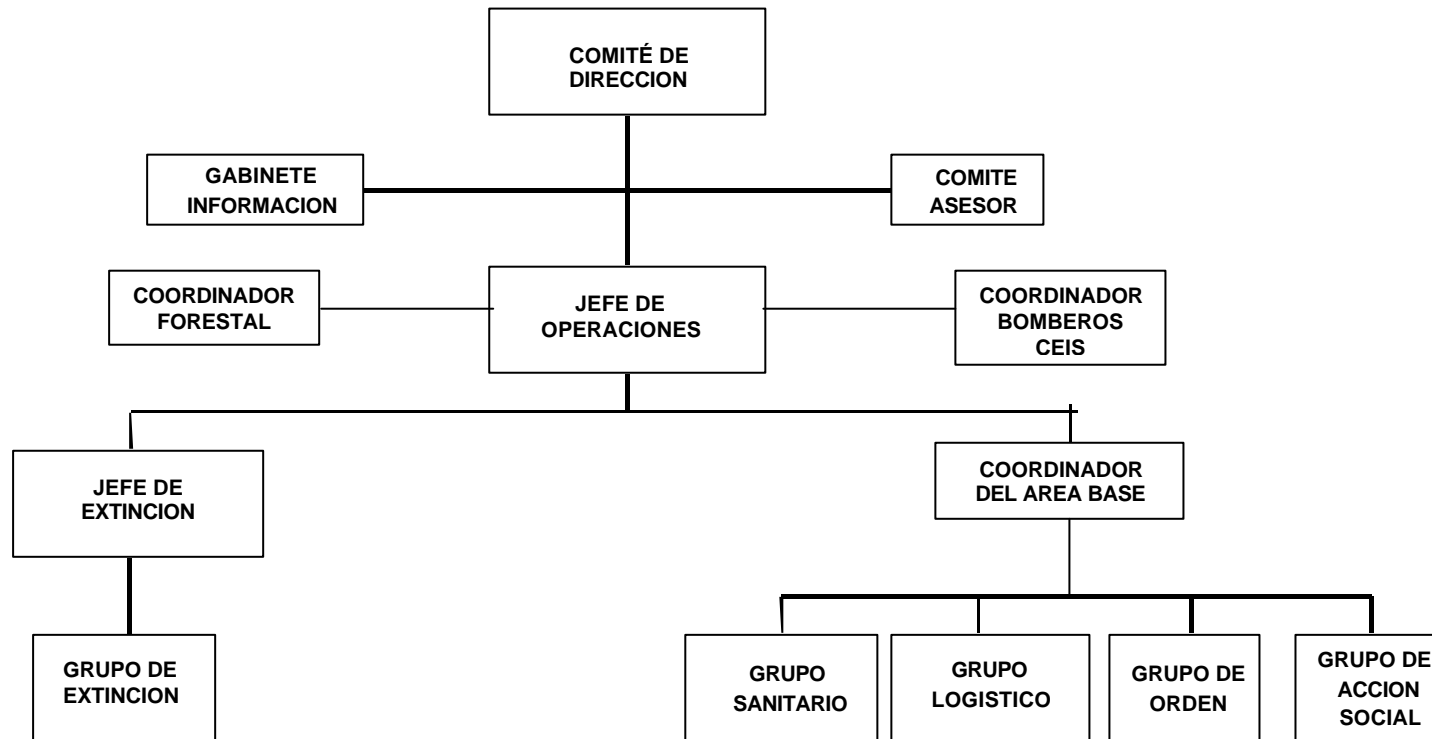 COMITÉ DE
DIRECCION
GABINETE
INFORMACION
COMITE
ASESOR
COORDINADOR
FORESTAL
JEFE DE
OPERACIONES
COORDINADOR
BOMBEROS
CEIS
JEFE DE
EXTINCION
COORDINADOR
DEL AREA BASE
GRUPO DE
EXTINCION
GRUPO
SANITARIO
GRUPO
LOGISTICO
GRUPO DE
ORDEN
GRUPO DE
ACCION
SOCIAL